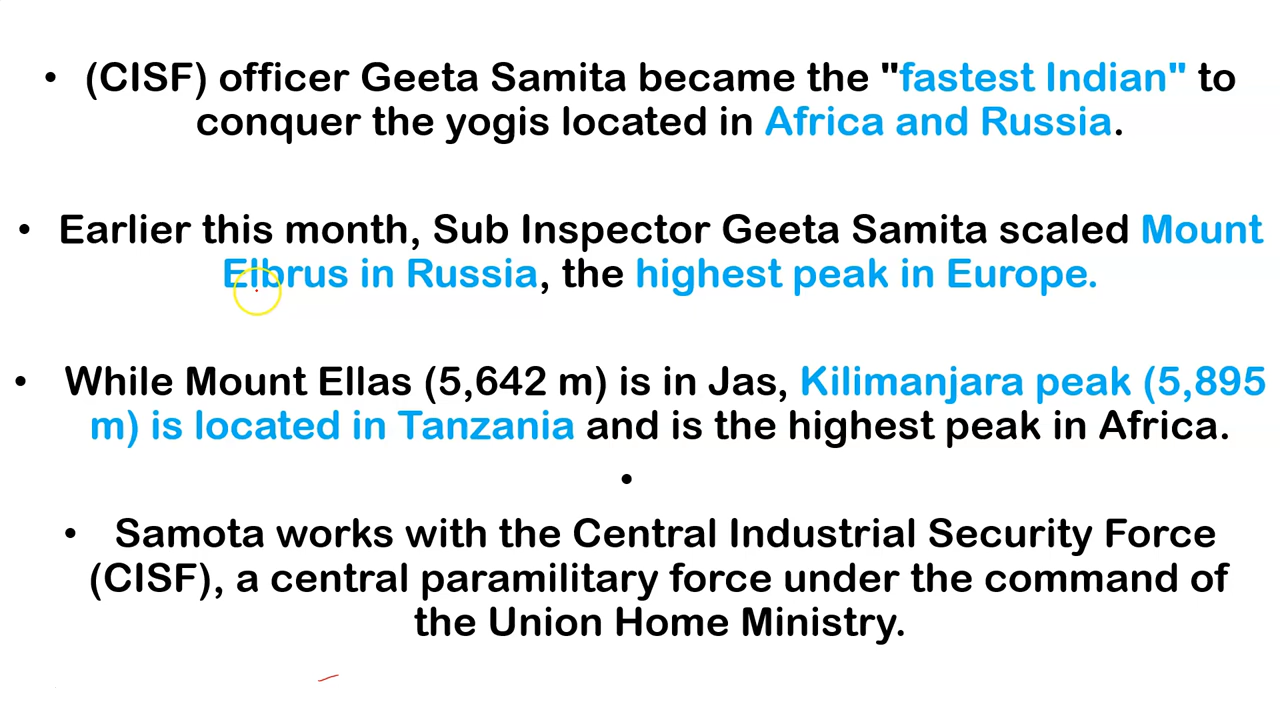 • (CISF) officer Geeta Samita became the "fastest Indian" to
conquer the yogis located in Africa and Russia.
• Earlier this month, Sub Inspector Geeta Samita scaled Mount
Elbrus in Russia, the highest peak in Europe.
• While Mount Ellas (5,642 m) is in Jas, Kilimanjara peak (5,895
m) is located in Tanzania and is the highest peak in Africa.
•
• Samota works with the Central Industrial Security Force
(CISF), a central paramilitary force under the command of
the Union Home Ministry.